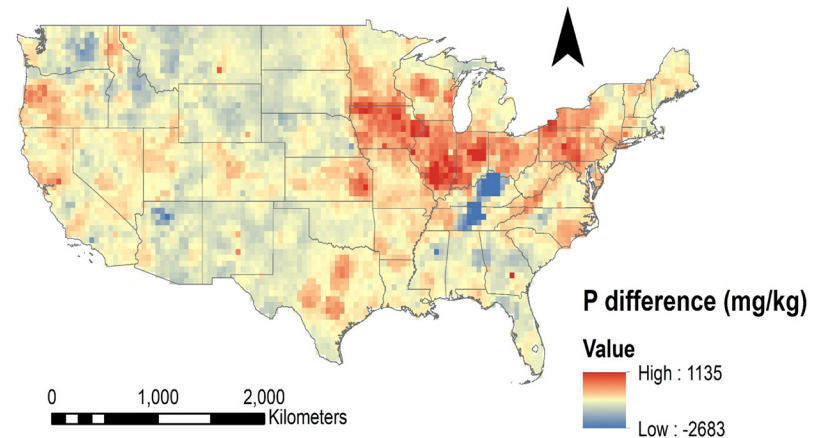 P difference (mg/kg)
Value
High : 1135
Low : -2683
0 1,000 2,000
Kilometers